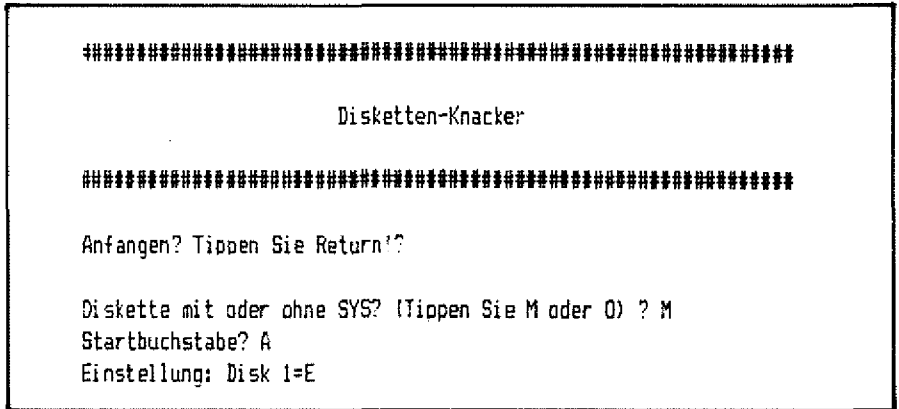 #################################################################
Disketten-Knacker
#################################################################
Anfangen? Tippen Sie Return!?
Diskette mit oder ohne SYS? (Tippen Sie M oder O) ? M
Startbuchstabe? A
Einstellung: Disk 1=E